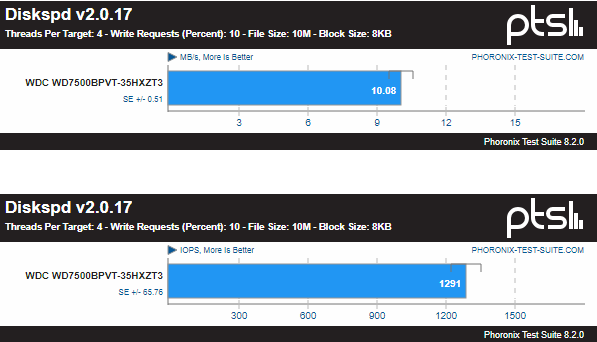 Diskspd v2.0.17
Threads Per Target: 4 - Write Requests (Percent): 10 - File Size: 10M - Block Size: 8KB
ptsl
MB/s, More Is Better
PHORONIX-TEST-SUITE.COM
WDC WD7500BPVT-35HXZT3
SE +/- 0.51
10.08
3 6 9 12 15
Phoronix Test Suite 8.2.0
Diskspd v2.0.17
Threads Per Target: 4 - Write Requests (Percent): 10 - File Size: 10M - Block Size: 8KB
ptsl
IOPS, More Is Better
PHORONIX-TEST-SUITE.COM
WDC WD7500BPVT-35HXZT3
SE +/- 65.76
1291
300 600 900 1200 1500
Phoronix Test Suite 8.2.0